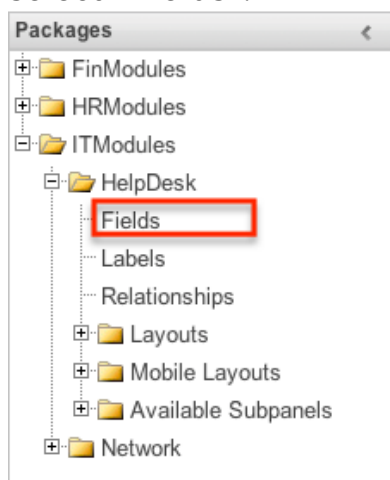 Packages
FinModules
HRModules
ITModules
HelpDesk
Fields
Labels
Relationships
Layouts
Mobile Layouts
Available Subpanels
Network